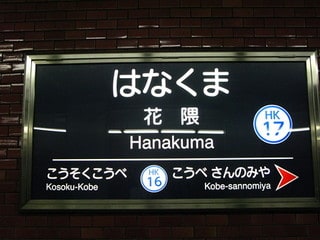 はなくま
花隈
HK
17
Hanakuma
こうそくこうべ
Kosoku-Kobe
HK
16
こうべ さんのみや
Kobe-sannomiya